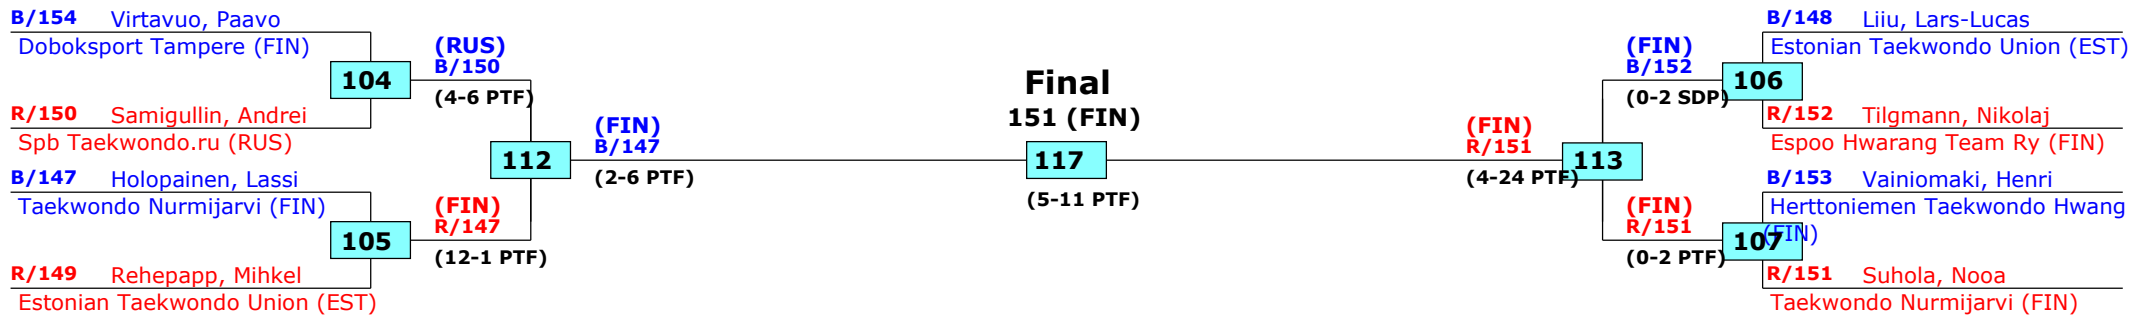 B/154 Virtavuo, Paavo
Doboksport Tampere (FIN)
104
R/150 Samigullin, Andrei
Spb Taekwondo.ru (RUS)
B/147 Holopainen, Lassi
Taekwondo Nurmijarvi (FIN)
105
R/149 Rehepapp, Mihkel
Estonian Taekwondo Union (EST)
(RUS)
B/150
(4-6 PTF)
112
(FIN)
R/147
(12-1 PTF)
(FIN)
B/147
(2-6 PTF)
Final
151 (FIN)
117
(5-11 PTF)
(FIN)
R/151
(4-24 PTF)
113
(FIN)
B/152
(0-2 SDP)
(FIN)
R/151
(0-2 PTF)
B/148 Liiu, Lars-Lucas
Estonian Taekwondo Union (EST)
106
R/152 Tilgmann, Nikolaj
Espoo Hwarang Team Ry (FIN)
B/153 Vainiomaki, Henri
Herttoniemen Taekwondo Hwang
(FIN)
107
R/151 Suhola, Nooa
Taekwondo Nurmijarvi (FIN)